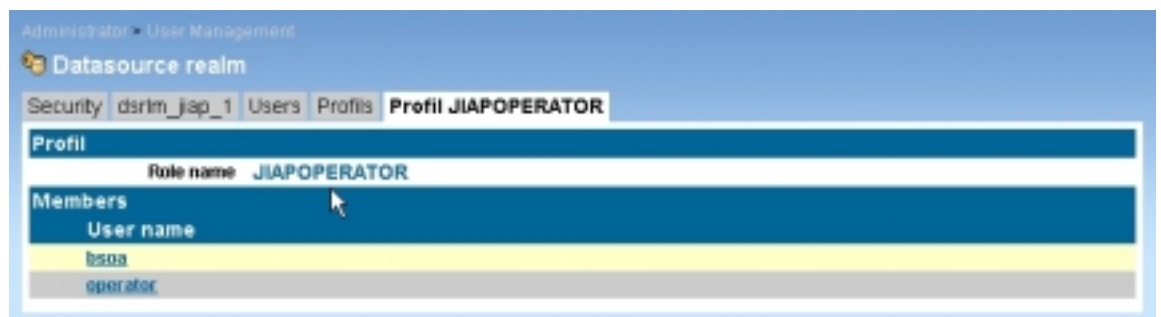 Administrator > User Management
Datasource realm
Security dsrlm_jiap_1 Users Profils Profil JIAPOPERATOR
Profil
Role name JIAPOPERATOR
Members
User name
bsoa
operator